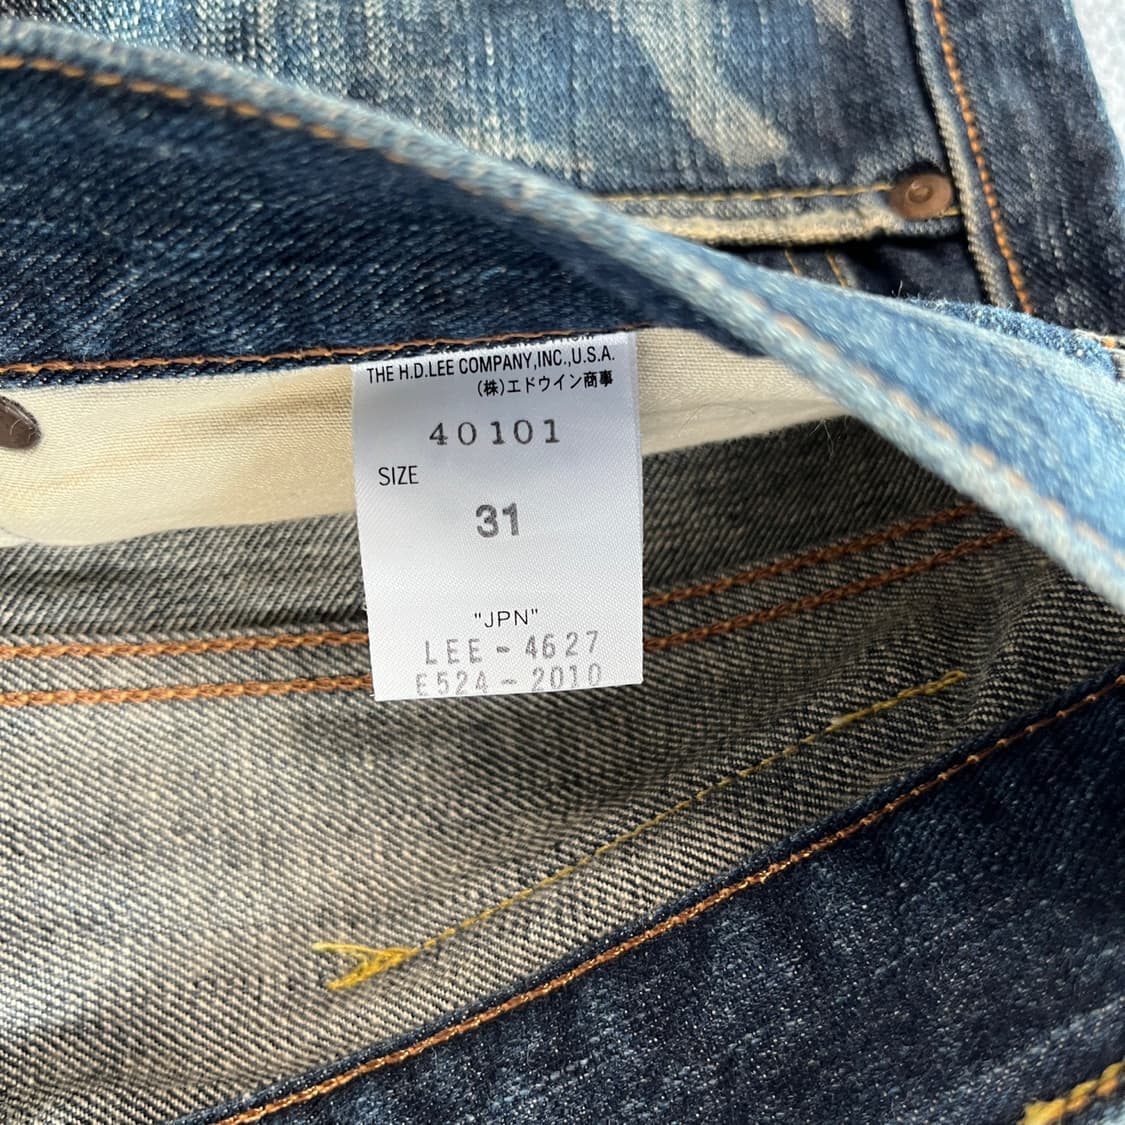 THE H.D.LEE COMPANY,INC.,U.S.A.
(株)エドウイン商事
40101
SIZE
31
"JPN"
LEE-4627
E524-2010